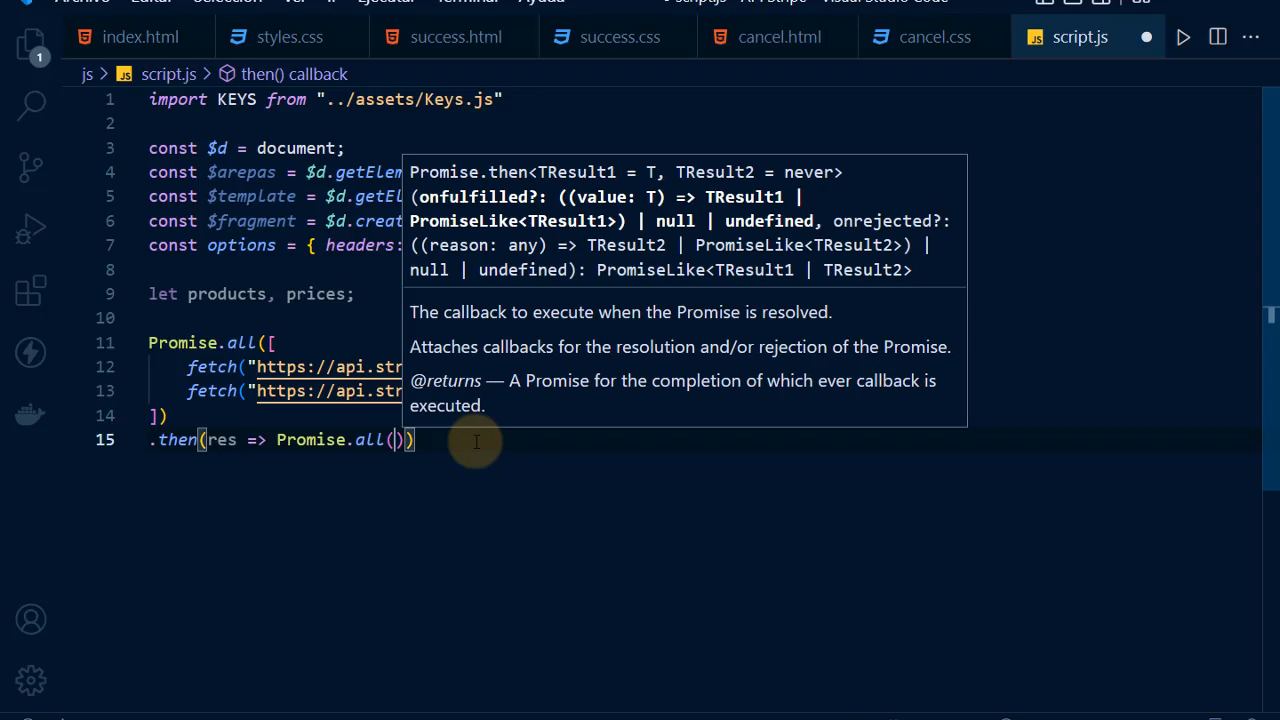 index.html styles.css success.html success.css cancel.html cancel.css script.js
js > script.js > then() callback
1 import KEYS from "../assets/Keys.js"
2
3 const $d = document;
4 const $arepas = $d.getElem
5 const $template = $d.getEl
6 const $fragment = $d.creat
7 const options = { headers:
8
9 let products, prices;
10
11 Promise.all([
12 fetch("https://api.str
13 fetch("https://api.str
14 ])
15 .then(res => Promise.all())
Promise.then<TResult1 = T, TResult2 = never>
(onfulfilled?: ((value: T) => TResult1 |
PromiseLike<TResult1>) | null | undefined, onrejected?:
((reason: any) => TResult2 | PromiseLike<TResult2>) |
null | undefined): PromiseLike<TResult1 | TResult2>
The callback to execute when the Promise is resolved.
Attaches callbacks for the resolution and/or rejection of the Promise.
@returns — A Promise for the completion of which ever callback is
executed.
1